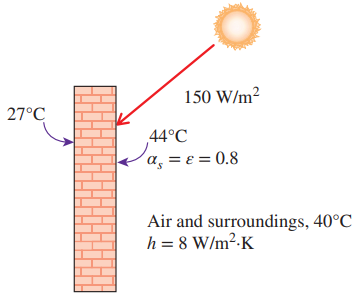 150 W/m²
27°C
44°C
αₛ = ε = 0.8
Air and surroundings, 40°C
h = 8 W/m²·K